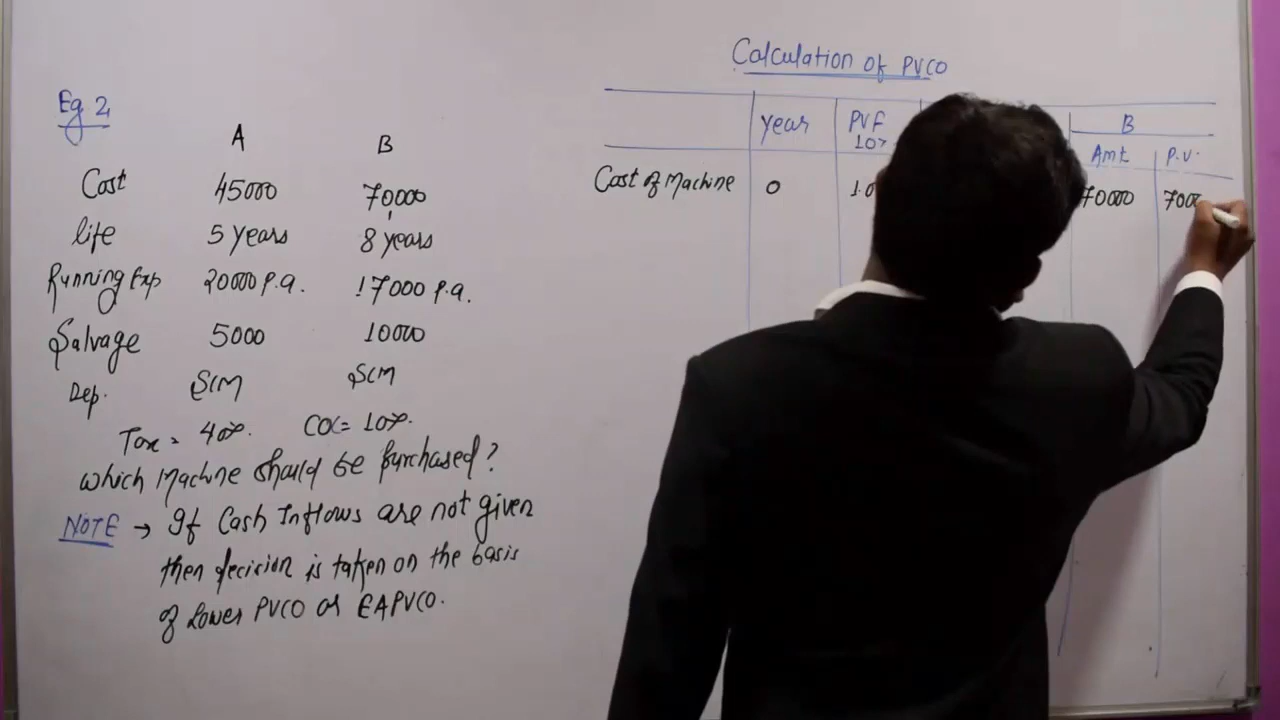 Eg 2
A B
Cost 45000 70,000
life 5 years 8 years
Running Exp 20000 P.a. 17000 P.a.
Salvage 5000 10000
Dep. SLM SLM
Tax = 40%. COC = 10%.
Which Machine should be Purchased?
NOTE → If Cash Inflows are not given
then decision is taken on the basis
of Lower PVCO or EAPVCO.
Calculation of PVCO
year PVF 10% B
Amt P.V.
Cost of Machine 0 1.0 70000 7000